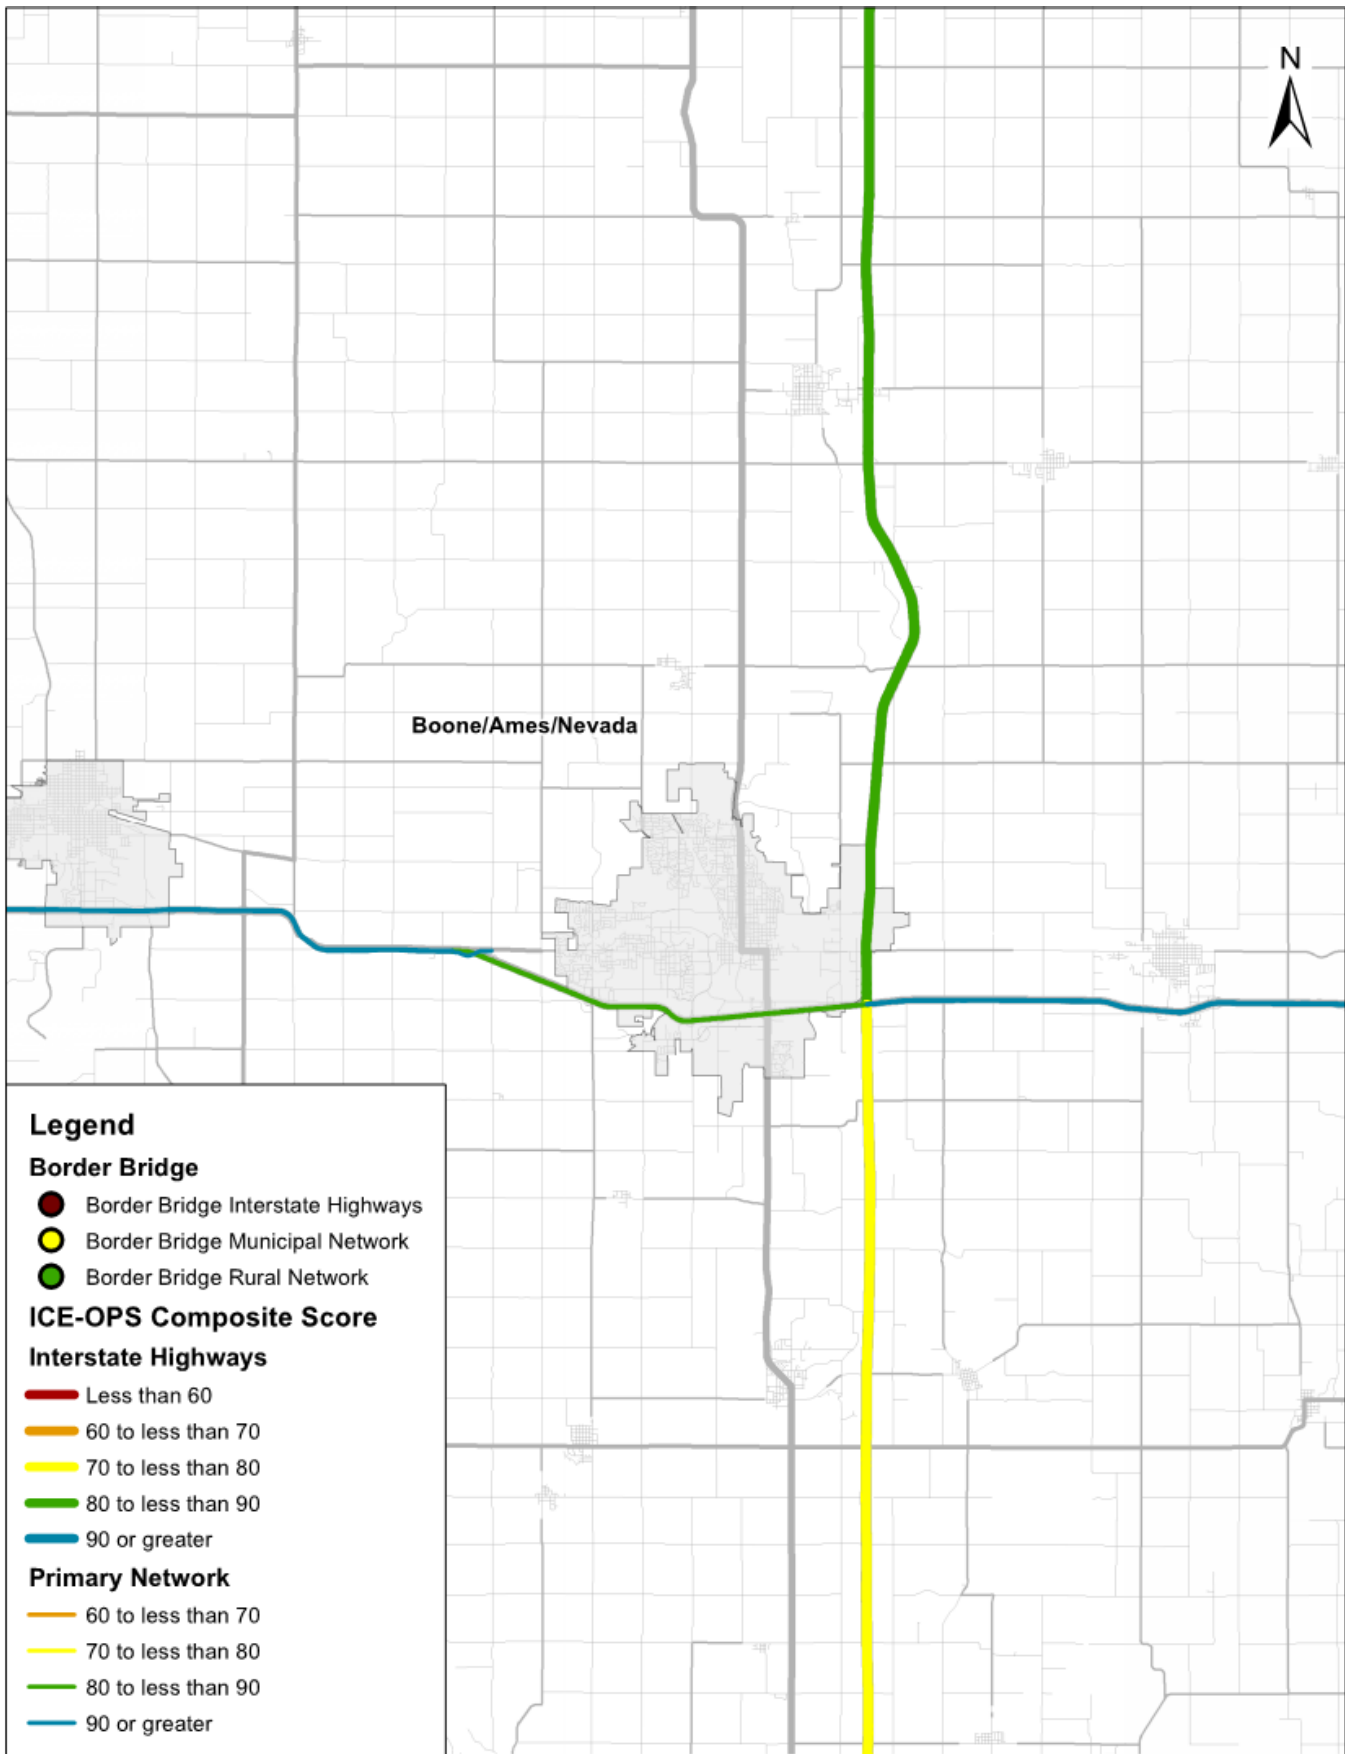 N
Boone/Ames/Nevada
Legend
Border Bridge
Border Bridge Interstate Highways
Border Bridge Municipal Network
Border Bridge Rural Network
ICE-OPS Composite Score
Interstate Highways
Less than 60
60 to less than 70
70 to less than 80
80 to less than 90
90 or greater
Primary Network
60 to less than 70
70 to less than 80
80 to less than 90
90 or greater